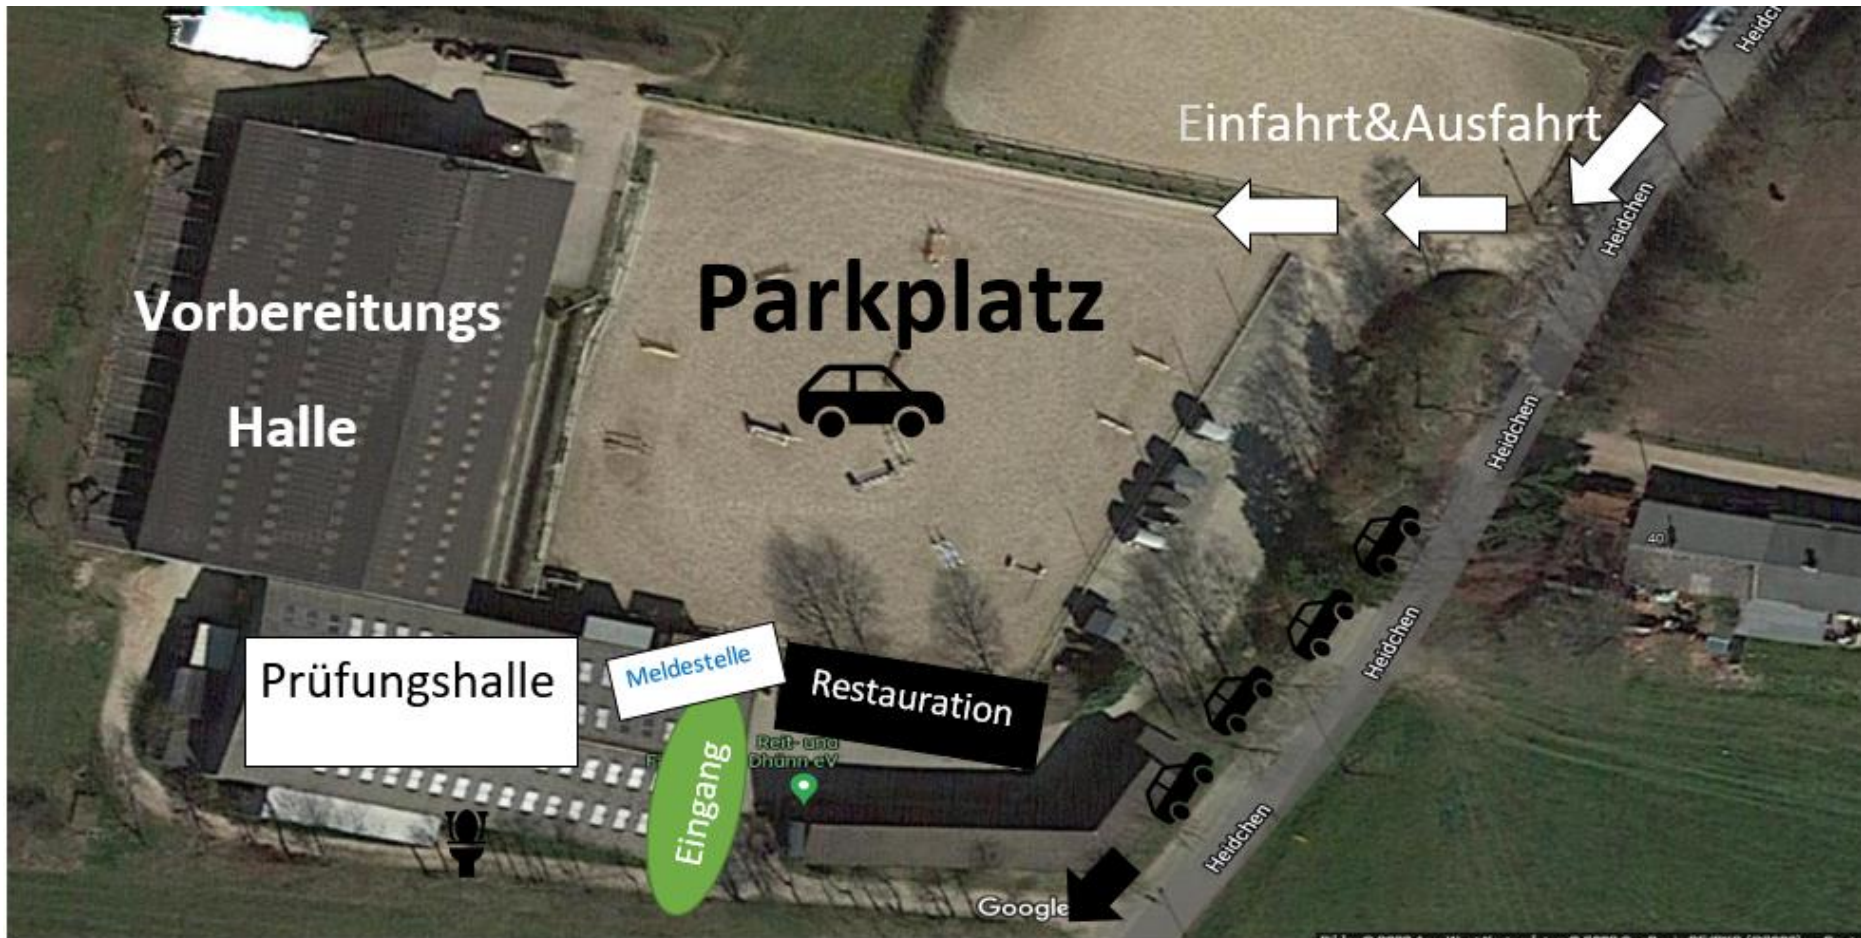 Heidchen
Einfahrt&Ausfahrt
Heidchen
Parkplatz
Vorbereitungs
Halle
Heidchen
40
Heidchen
Prüfungshalle
Meldestelle
Restauration
Eingang
Reit- und
Dhünn eV
Heidchen
Google